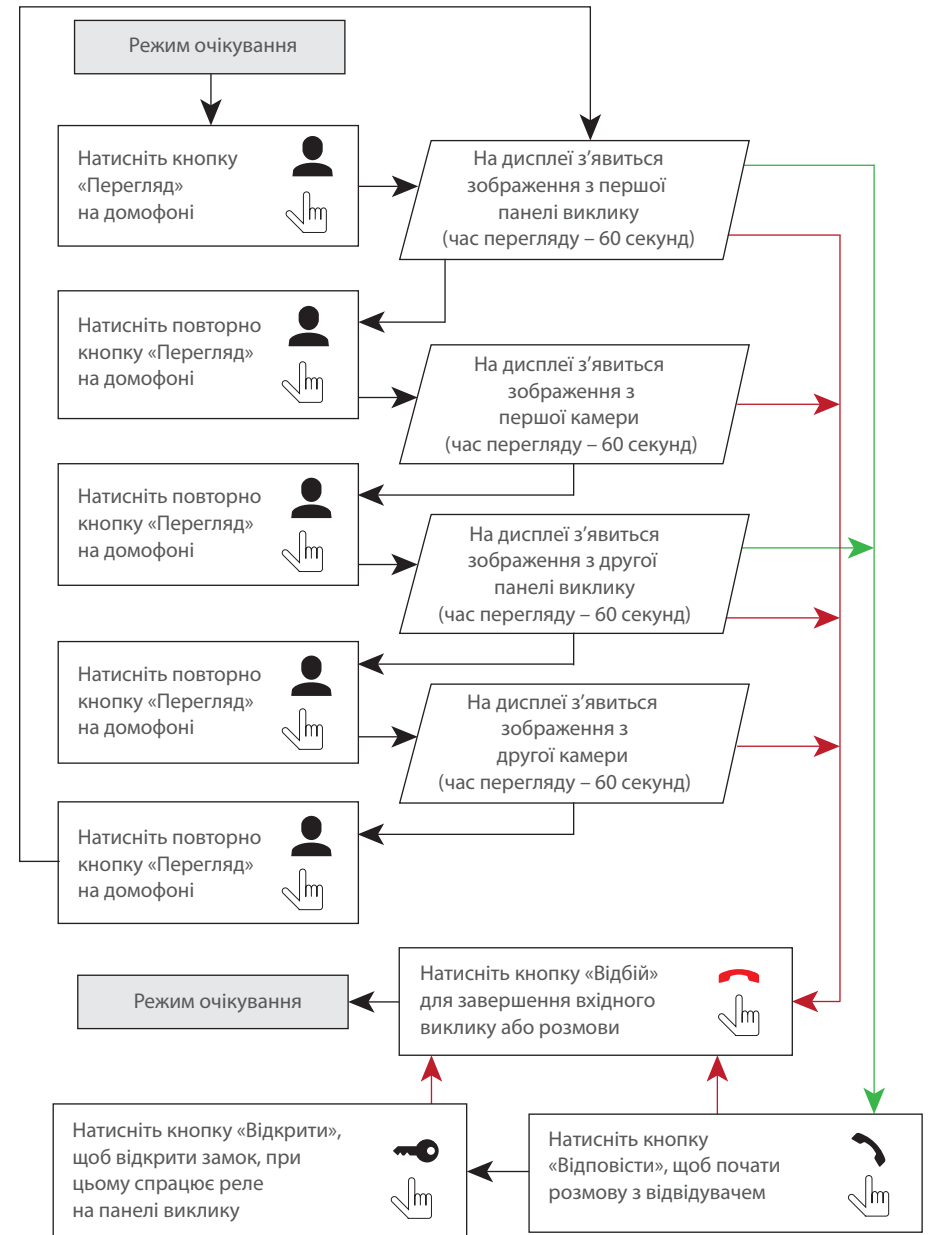 Режим очікування
Натисніть кнопку
«Перегляд»
на домофоні
На дисплеї з’явиться
зображення з першої
панелі виклику
(час перегляду – 60 секунд)
Натисніть повторно
кнопку «Перегляд»
на домофоні
На дисплеї з’явиться
зображення з
першої камери
(час перегляду – 60 секунд)
Натисніть повторно
кнопку «Перегляд»
на домофоні
На дисплеї з’явиться
зображення з другої
панелі виклику
(час перегляду – 60 секунд)
Натисніть повторно
кнопку «Перегляд»
на домофоні
На дисплеї з’явиться
зображення з
другої камери
(час перегляду – 60 секунд)
Натисніть повторно
кнопку «Перегляд»
на домофоні
Натисніть кнопку «Відбій»
для завершення вхідного
виклику або розмови
Режим очікування
Натисніть кнопку «Відкрити»,
щоб відкрити замок, при
цьому спрацює реле
на панелі виклику
Натисніть кнопку
«Відповісти», щоб почати
розмову з відвідувачем